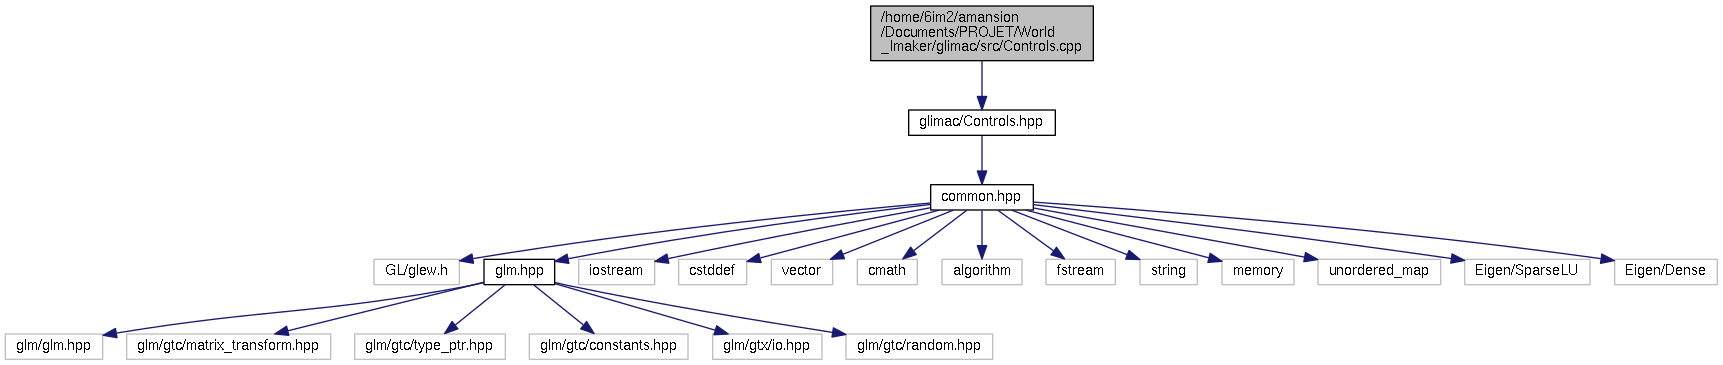 /home/6im2/amansion
/Documents/PROJET/World
_Imaker/glimac/src/Controls.cpp
glimac/Controls.hpp
common.hpp
GL/glew.h
glm.hpp
iostream
cstddef
vector
cmath
algorithm
fstream
string
memory
unordered_map
Eigen/SparseLU
Eigen/Dense
glm/glm.hpp
glm/gtc/matrix_transform.hpp
glm/gtc/type_ptr.hpp
glm/gtc/constants.hpp
glm/gtx/io.hpp
glm/gtc/random.hpp